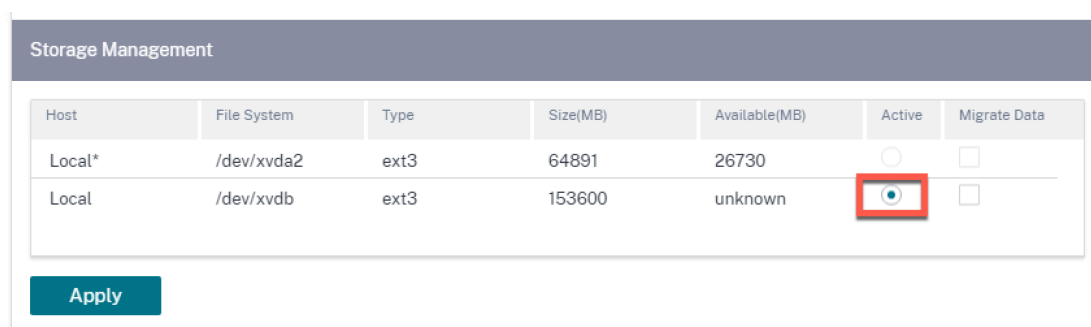 Storage Management
Host File System Type Size(MB) Available(MB) Active Migrate Data
Local* /dev/xvda2 ext3 64891 26730
Local /dev/xvdb ext3 153600 unknown
Apply